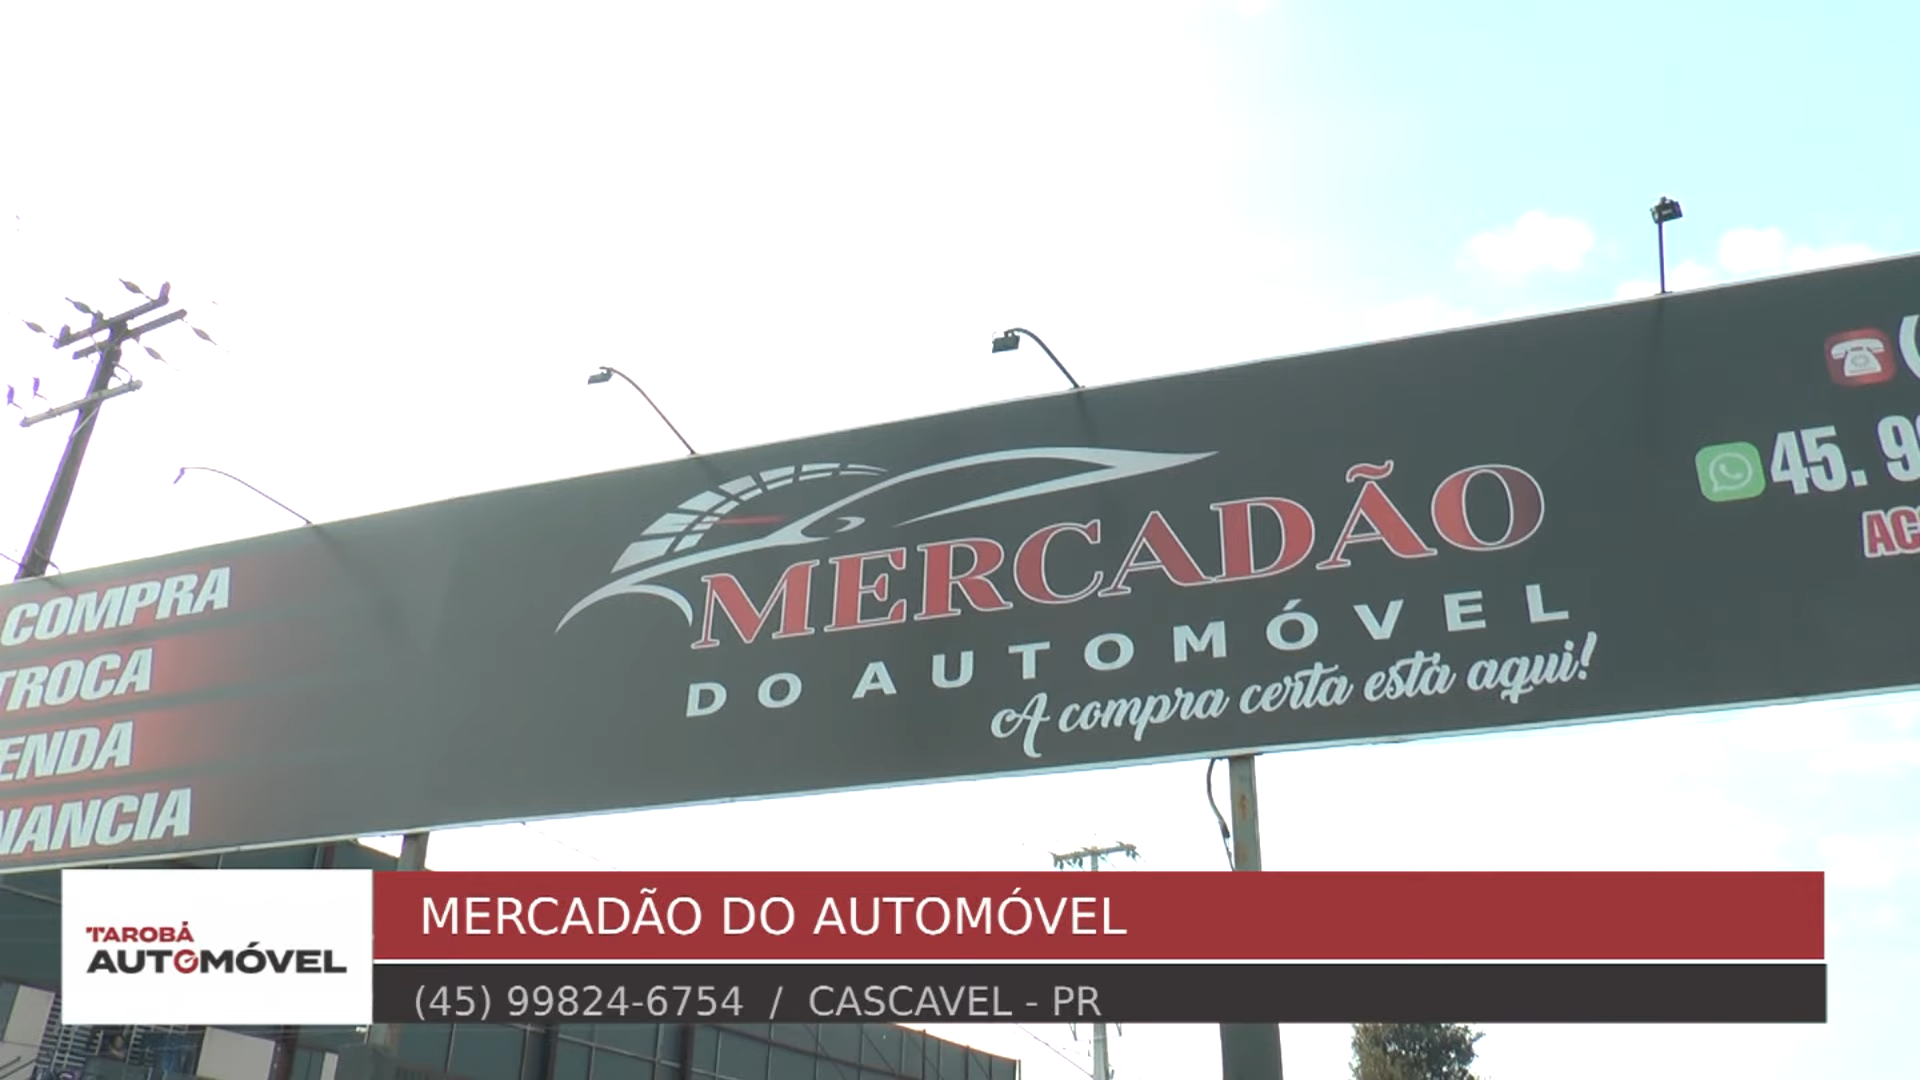 COMPRA
TROCA
ENDA
NANCIA
MERCADÃO
DO AUTOMÓVEL
A compra certa está aqui!
45. 9
TAROBÁ
AUTOMÓVEL
MERCADÃO DO AUTOMÓVEL
(45) 99824-6754 / CASCAVEL - PR